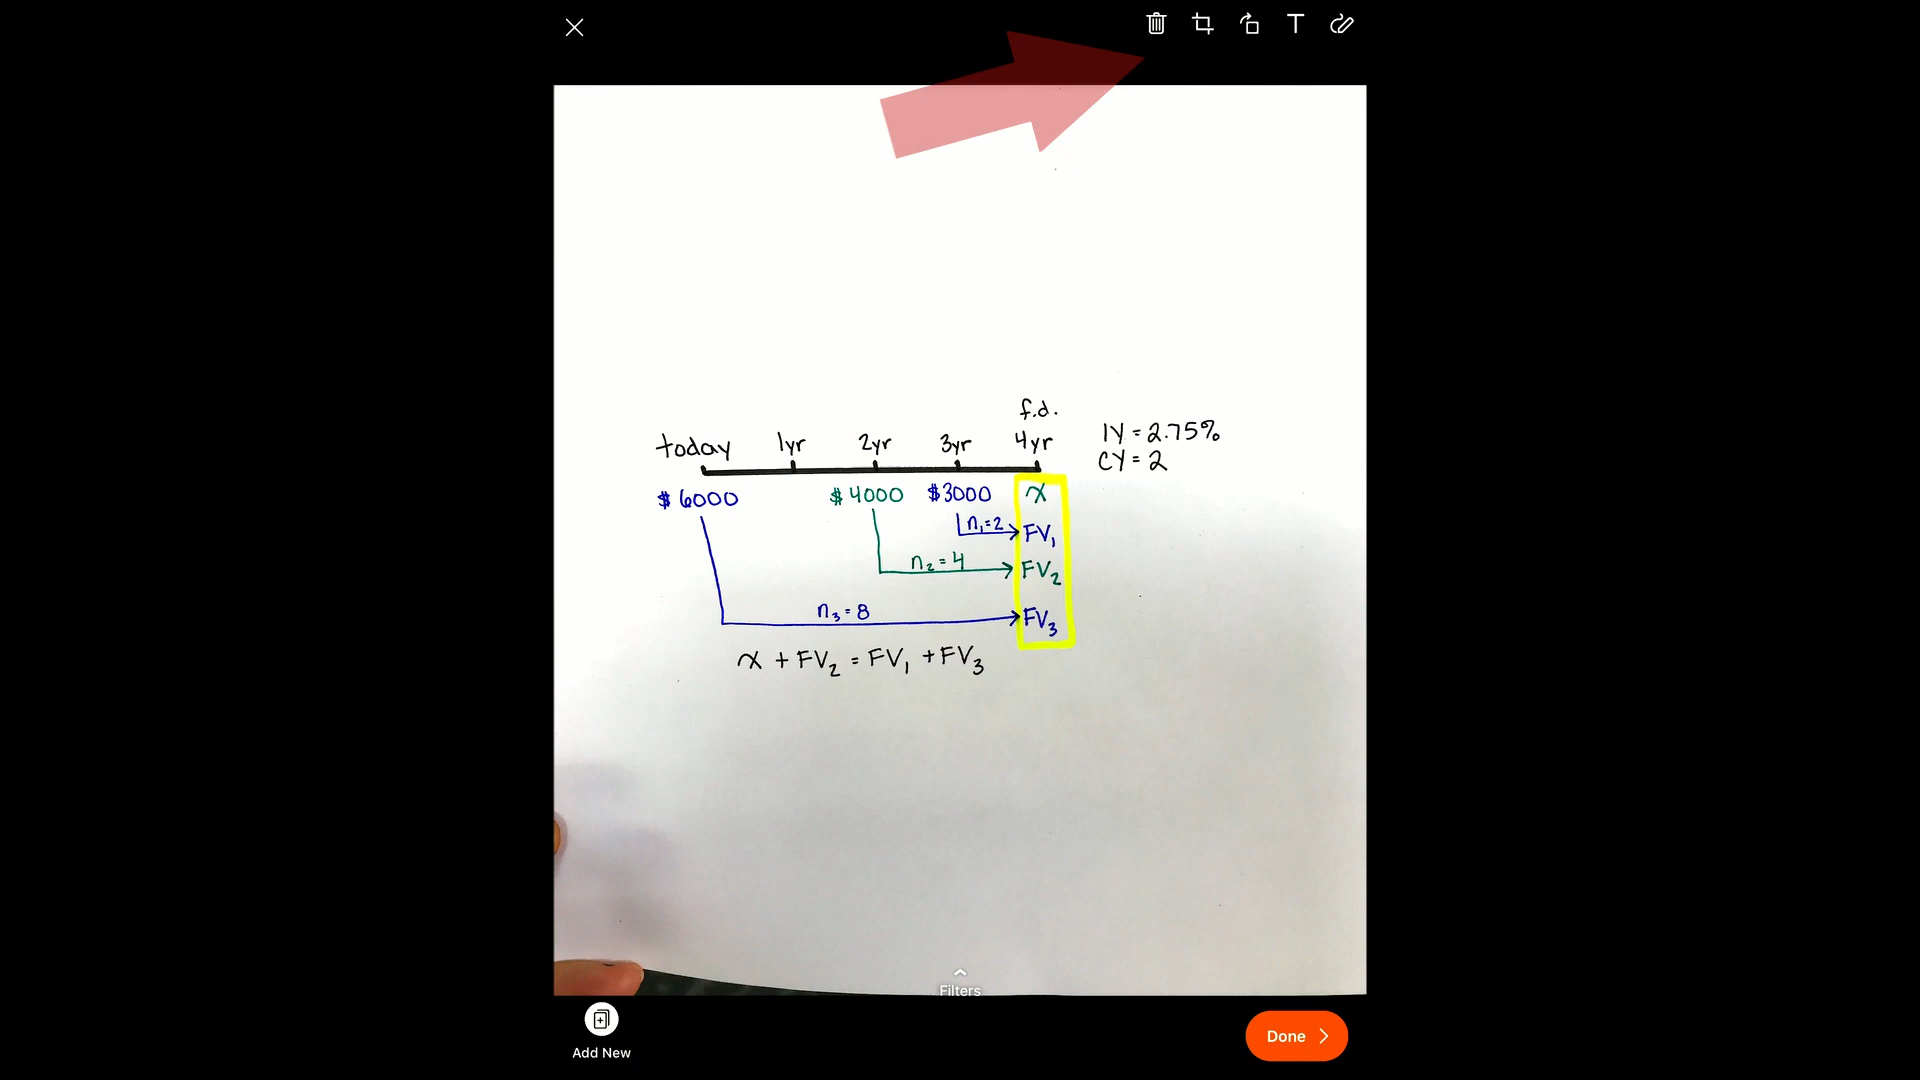 T
f.d.
today 1yr 2yr 3yr 4yr
IY = 2.75%
CY = 2
$ 6000 $ 4000 $3000 x
n₁=2 FV₁
n₂=4 FV₂
n₃=8 FV₃
x + FV₂ = FV₁ + FV₃
Filters
Add New
Done